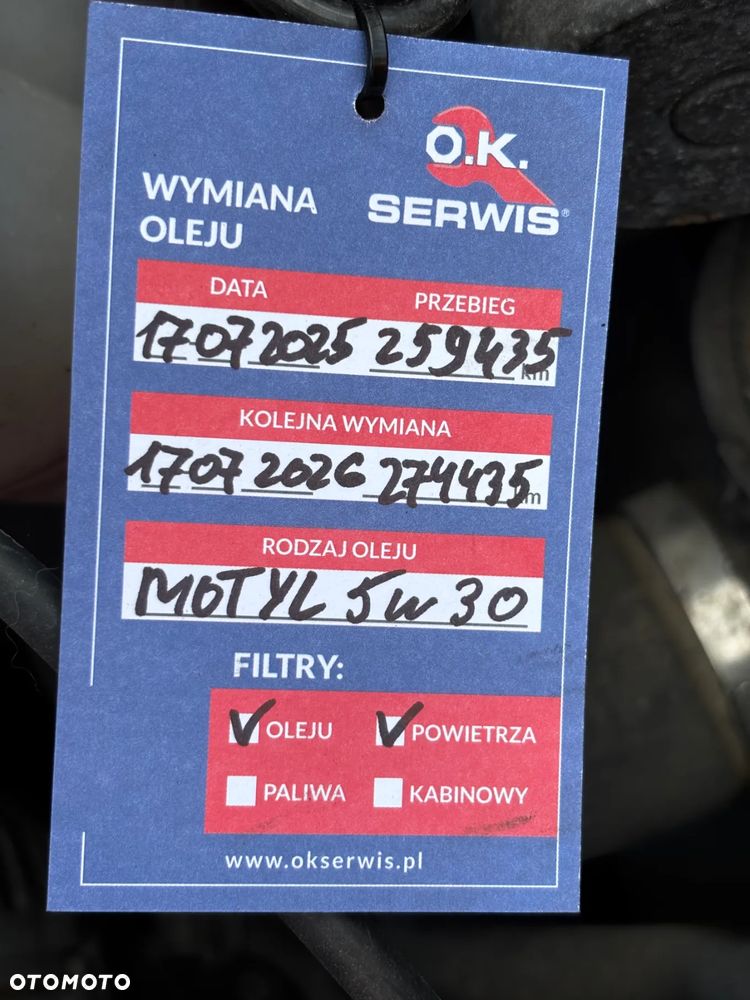 O.K.
SERWIS®
WYMIANA
OLEJU
DATA PRZEBIEG
17 07 2025 259435 km
KOLEJNA WYMIANA
17 07 2026 274435 km
RODZAJ OLEJU
MOTYL 5W30
FILTRY:
OLEJU POWIETRZA
PALIWA KABINOWY
www.okserwis.pl
OTOMOTO